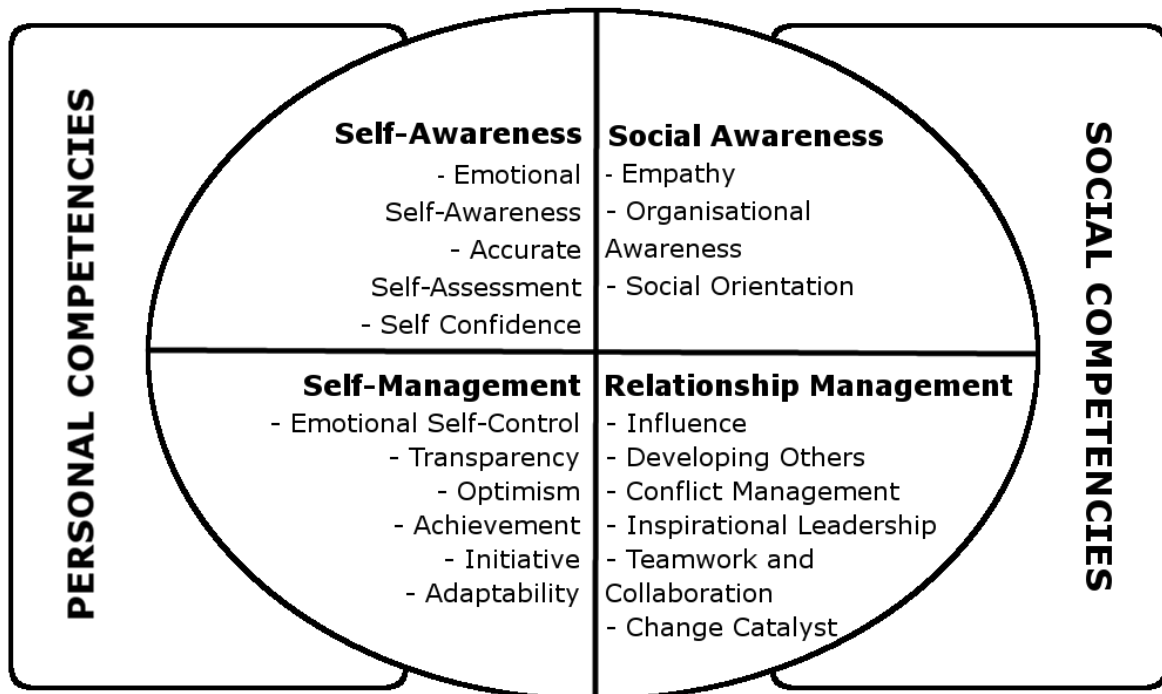 PERSONAL COMPETENCIES
Self-Awareness
- Emotional
Self-Awareness
- Accurate
Self-Assessment
- Self Confidence
Social Awareness
- Empathy
- Organisational
Awareness
- Social Orientation
Self-Management
- Emotional Self-Control
- Transparency
- Optimism
- Achievement
- Initiative
- Adaptability
Relationship Management
- Influence
- Developing Others
- Conflict Management
- Inspirational Leadership
- Teamwork and
Collaboration
- Change Catalyst
SOCIAL COMPETENCIES